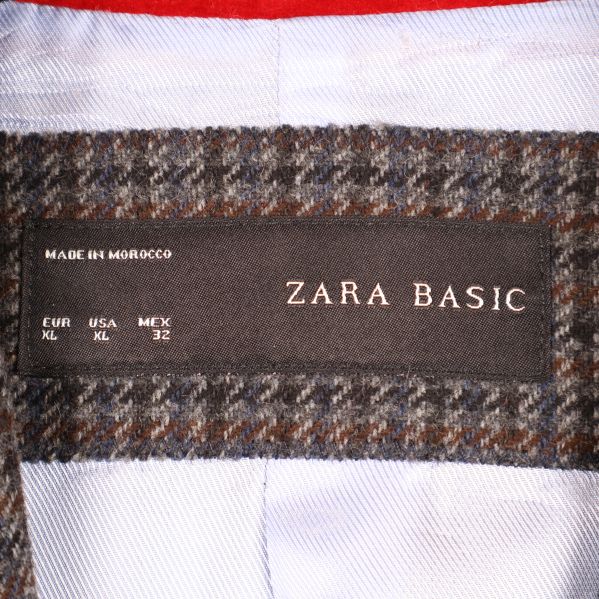 MADE IN MOROCCO
ZARA BASIC
EUR USA MEX
XL XL 32